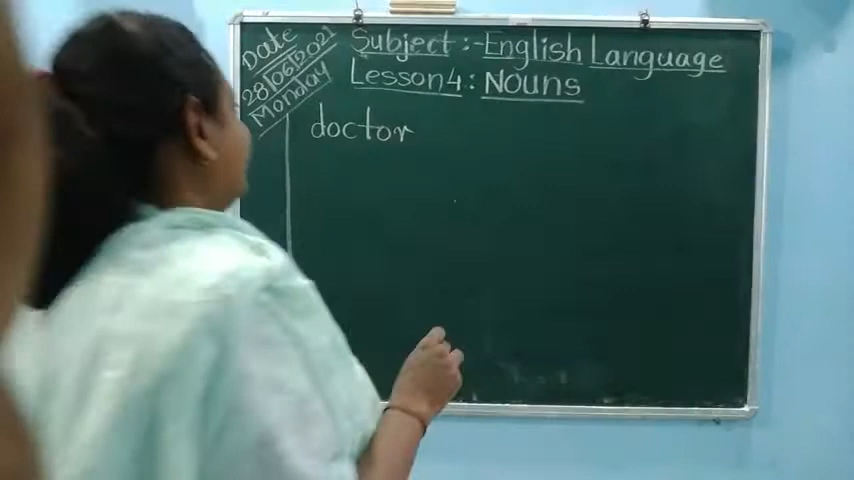 Date
28/06/2021
Monday
Subject :- English Language
Lesson 4 : Nouns
doctor